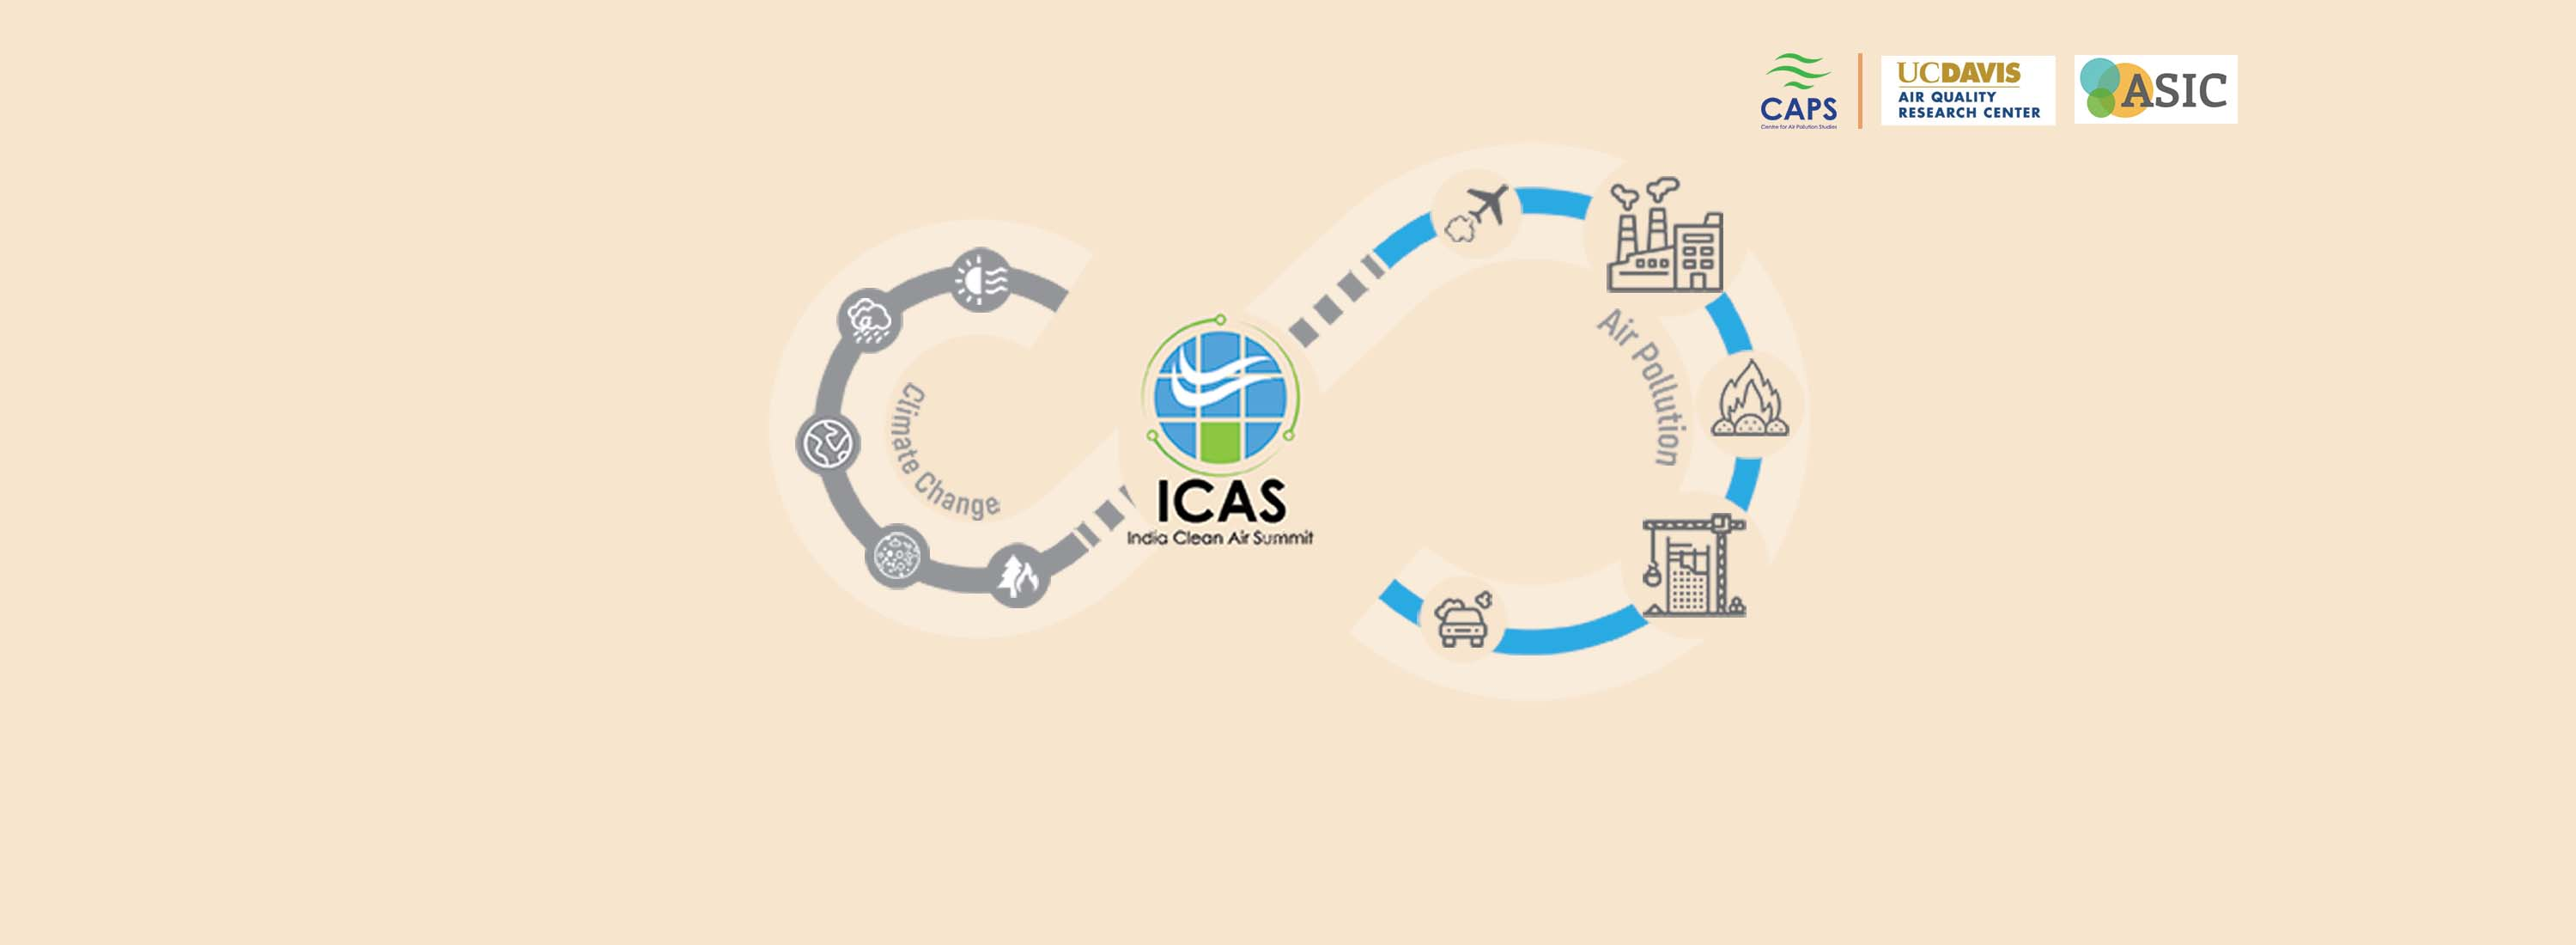 CAPS
Centre for Air Pollution Studies
UCDAVIS
AIR QUALITY
RESEARCH CENTER
ASIC
Climate Change
ICAS
India Clean Air Summit
Air Pollution